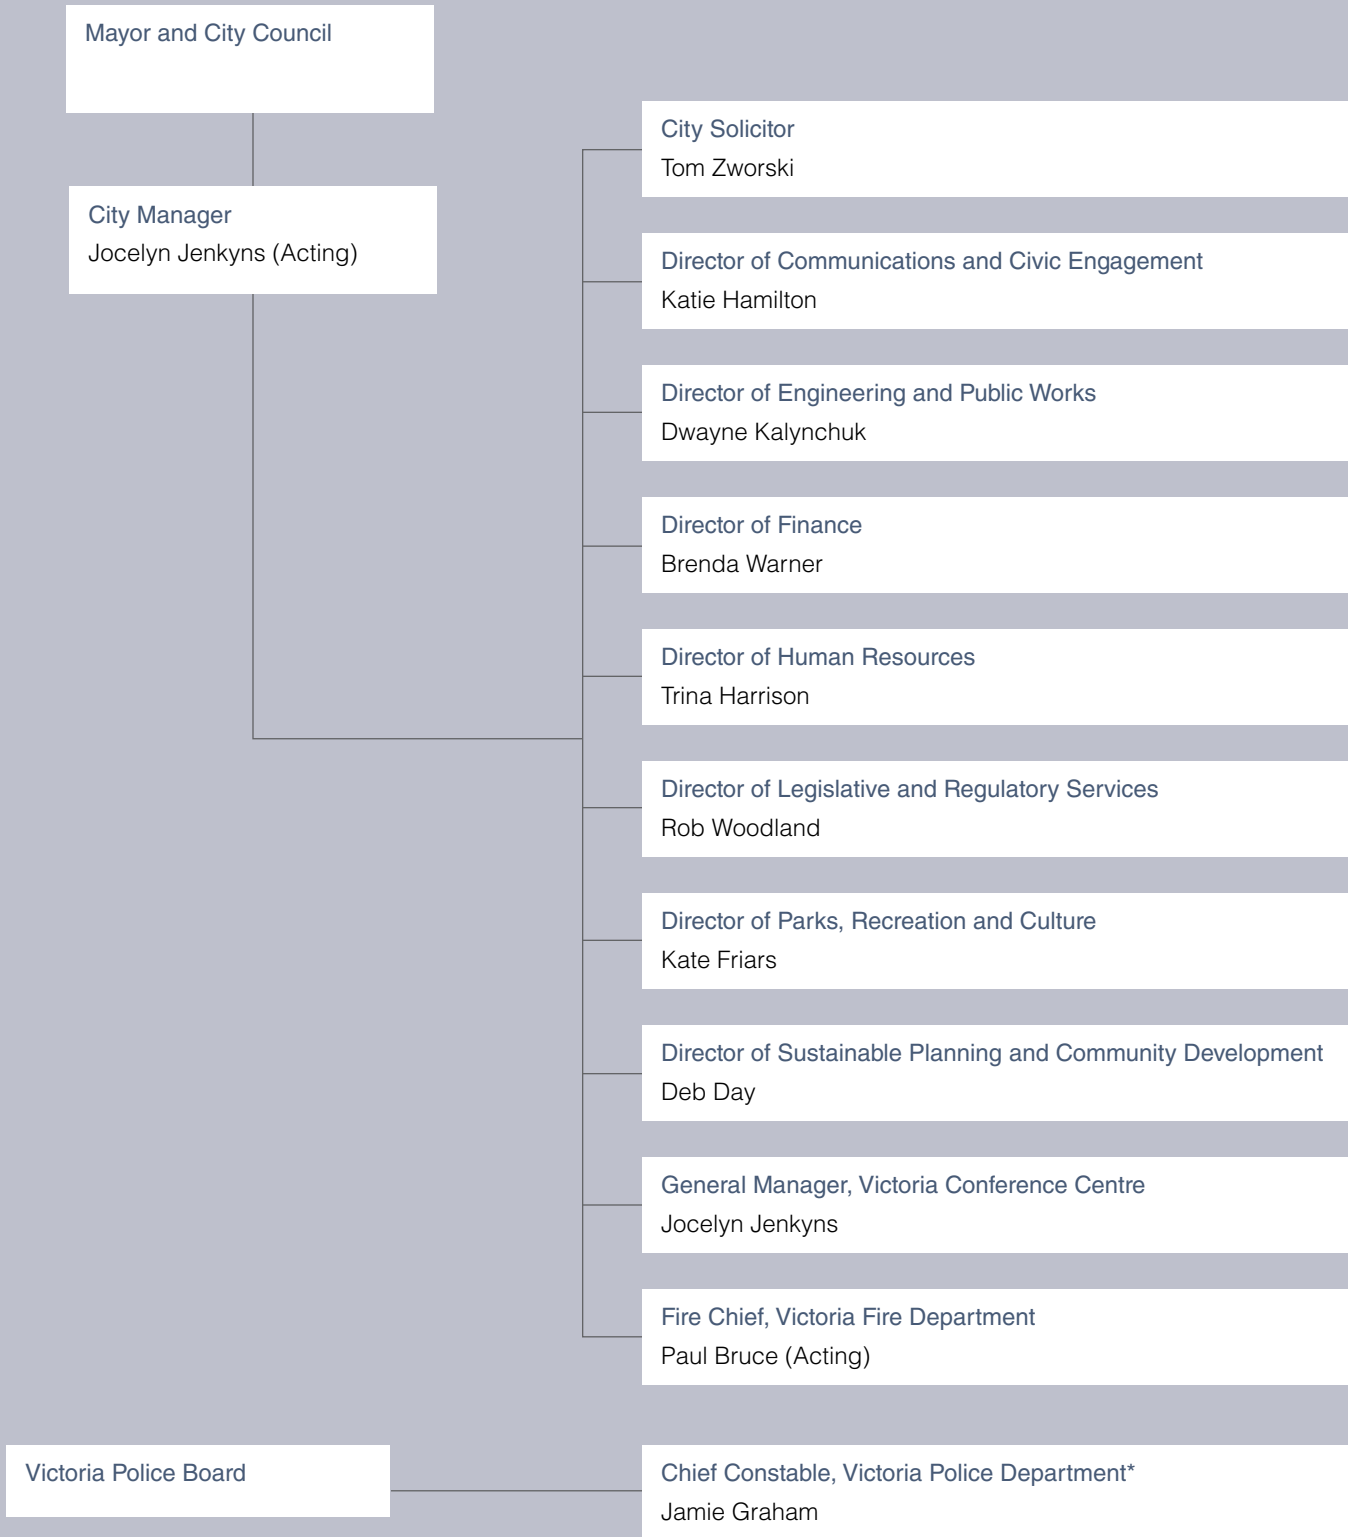 Mayor and City Council
City Manager
Jocelyn Jenkyns (Acting)
City Solicitor
Tom Zworski
Director of Communications and Civic Engagement
Katie Hamilton
Director of Engineering and Public Works
Dwayne Kalynchuk
Director of Finance
Brenda Warner
Director of Human Resources
Trina Harrison
Director of Legislative and Regulatory Services
Rob Woodland
Director of Parks, Recreation and Culture
Kate Friars
Director of Sustainable Planning and Community Development
Deb Day
General Manager, Victoria Conference Centre
Jocelyn Jenkyns
Fire Chief, Victoria Fire Department
Paul Bruce (Acting)
Victoria Police Board
Chief Constable, Victoria Police Department*
Jamie Graham